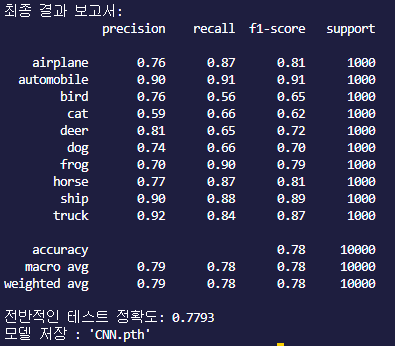 최종 결과 보고서:
precision recall f1-score support
airplane 0.76 0.87 0.81 1000
automobile 0.90 0.91 0.91 1000
bird 0.76 0.56 0.65 1000
cat 0.59 0.66 0.62 1000
deer 0.81 0.65 0.72 1000
dog 0.74 0.66 0.70 1000
frog 0.70 0.90 0.79 1000
horse 0.77 0.87 0.81 1000
ship 0.90 0.88 0.89 1000
truck 0.92 0.84 0.87 1000
accuracy 0.78 10000
macro avg 0.79 0.78 0.78 10000
weighted avg 0.79 0.78 0.78 10000
전반적인 테스트 정확도: 0.7793
모델 저장 : 'CNN.pth'